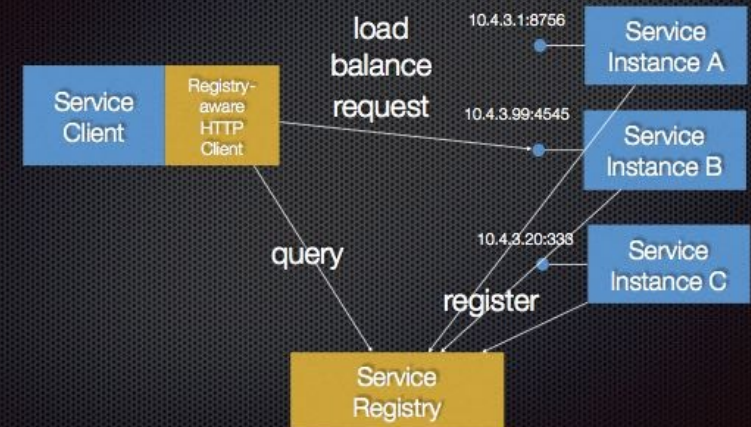 load
balance
request
10.4.3.1:8756
Service
Instance A
Service
Client
Registry-
aware
HTTP
Client
10.4.3.99:4545
Service
Instance B
10.4.3.20:333
Service
Instance C
query
register
Service
Registry